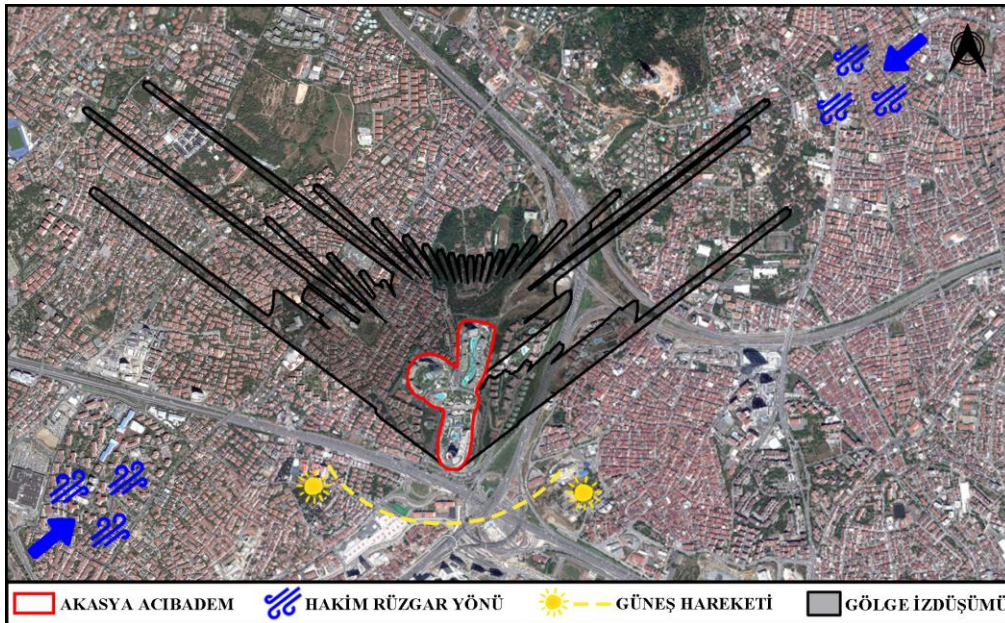 AKASYA ACIBADEM
HAKİM RÜZGAR YÖNÜ
GÜNEŞ HAREKETİ
GÖLGE İZDÜŞÜMÜ